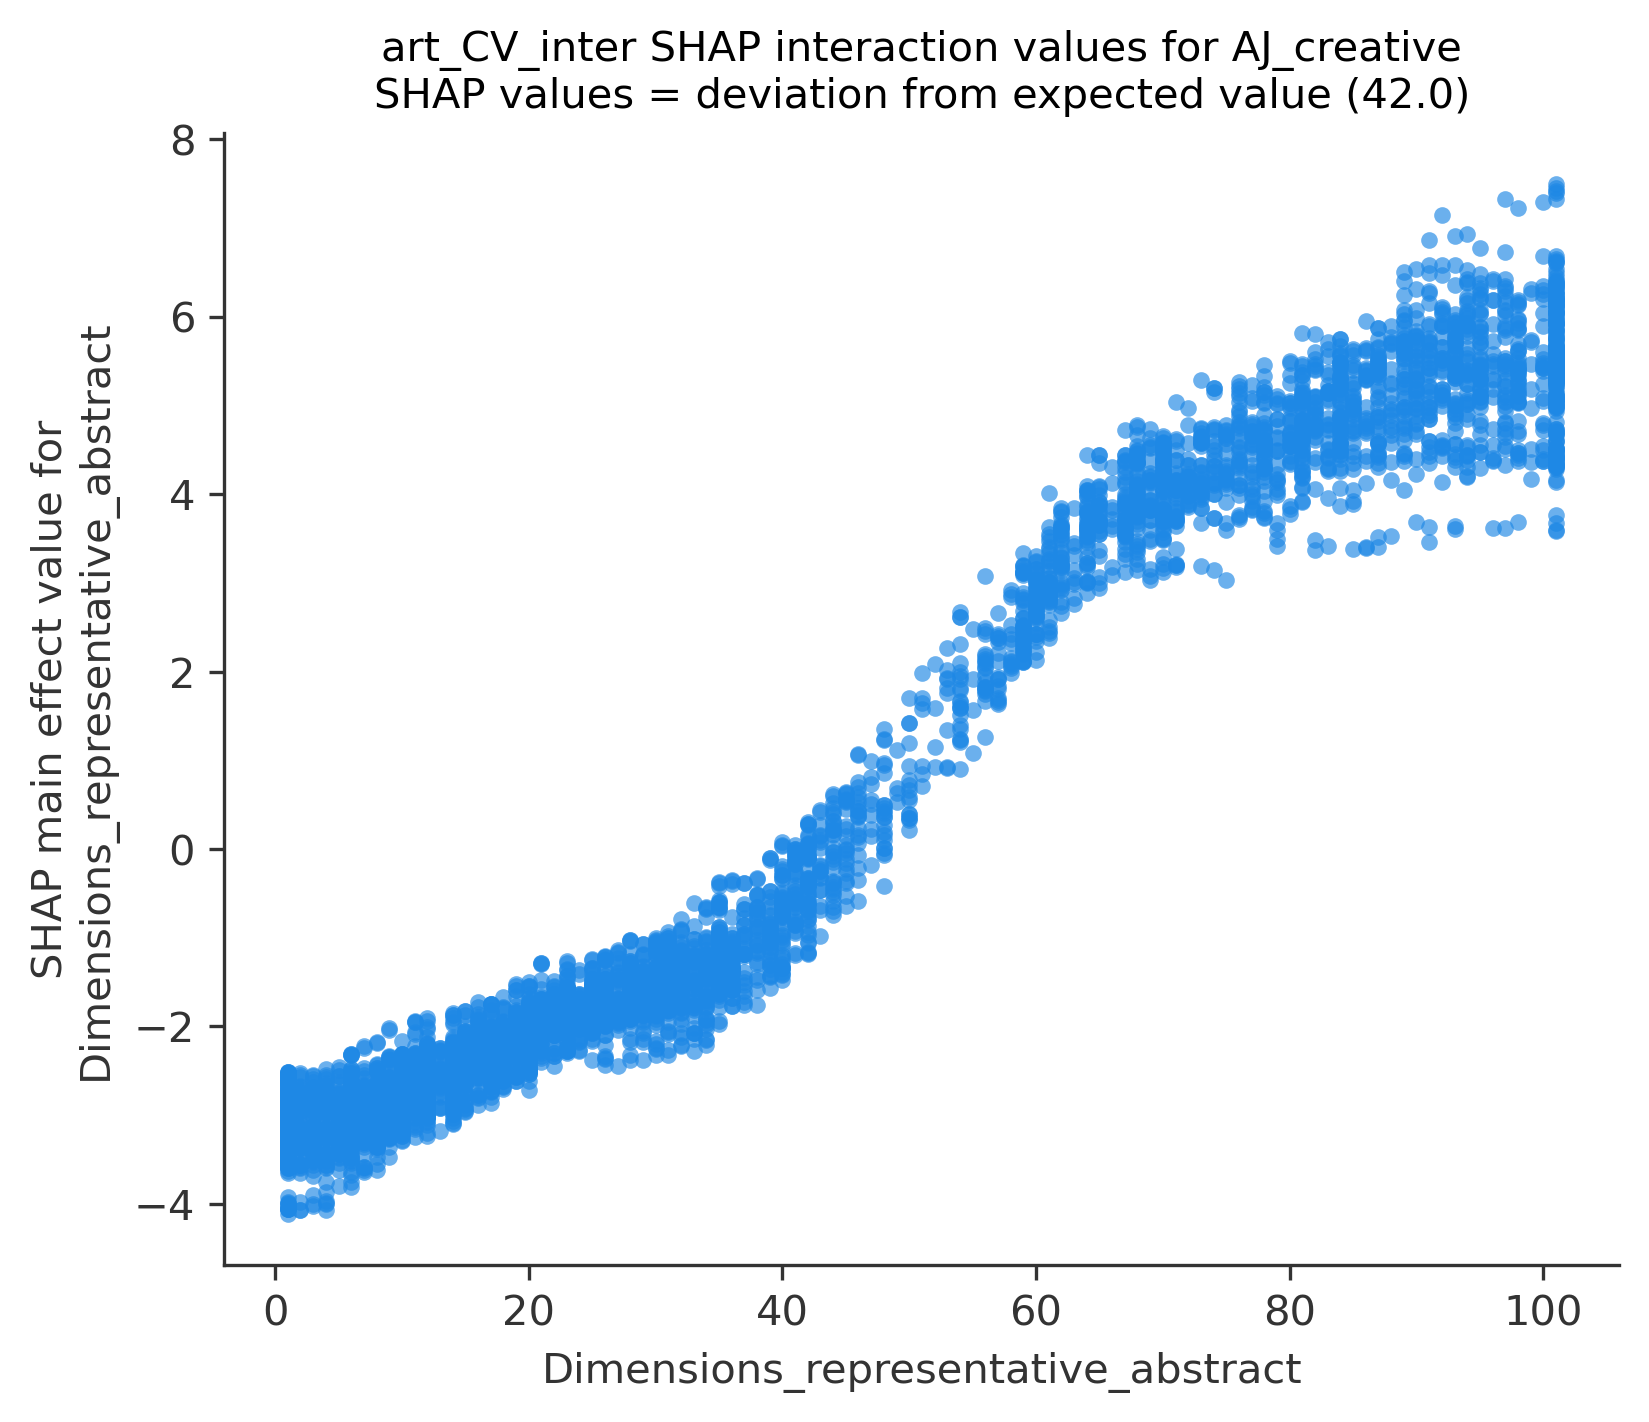 art_CV_inter SHAP interaction values for AJ_creative
SHAP values = deviation from expected value (42.0)
8
6
4
2
0
−2
−4
SHAP main effect value for
Dimensions_representative_abstract
0
20
40
60
80
100
Dimensions_representative_abstract